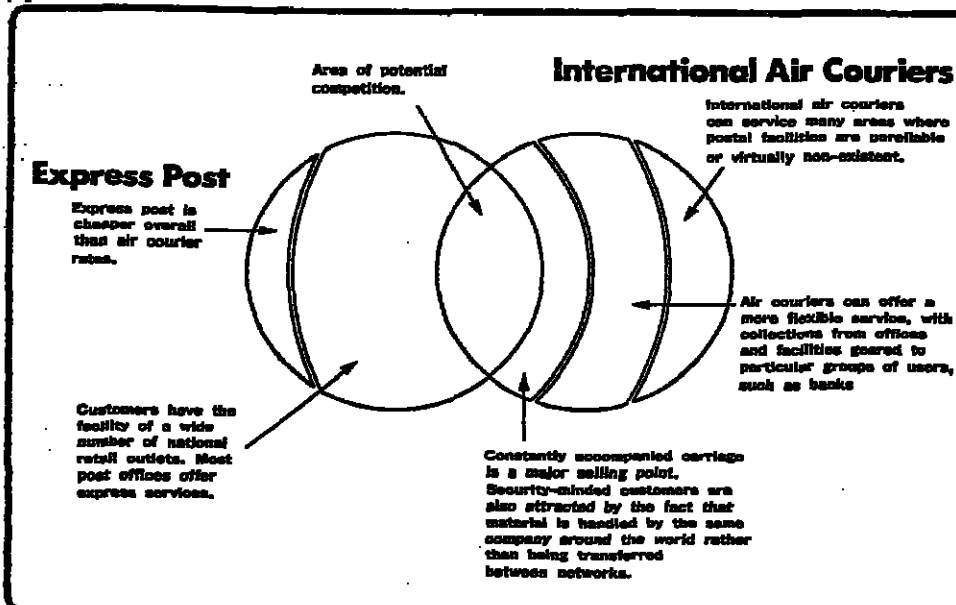 Area of potential
competition.
International Air Couriers
International air couriers
can service many areas where
postal facilities are unreliable
or virtually non-existent.
Express Post
Express post is
cheaper overall
than air courier
rates.
Air couriers can offer a
more flexible service, with
collections from offices
and facilities geared to
particular groups of users,
such as banks
Customers have the
facility of a wide
number of national
retail outlets. Most
post offices offer
express services.
Constantly accompanied carriage
is a major selling point.
Security-minded customers are
also attracted by the fact that
material is handled by the same
company around the world rather
than being transferred
between networks.